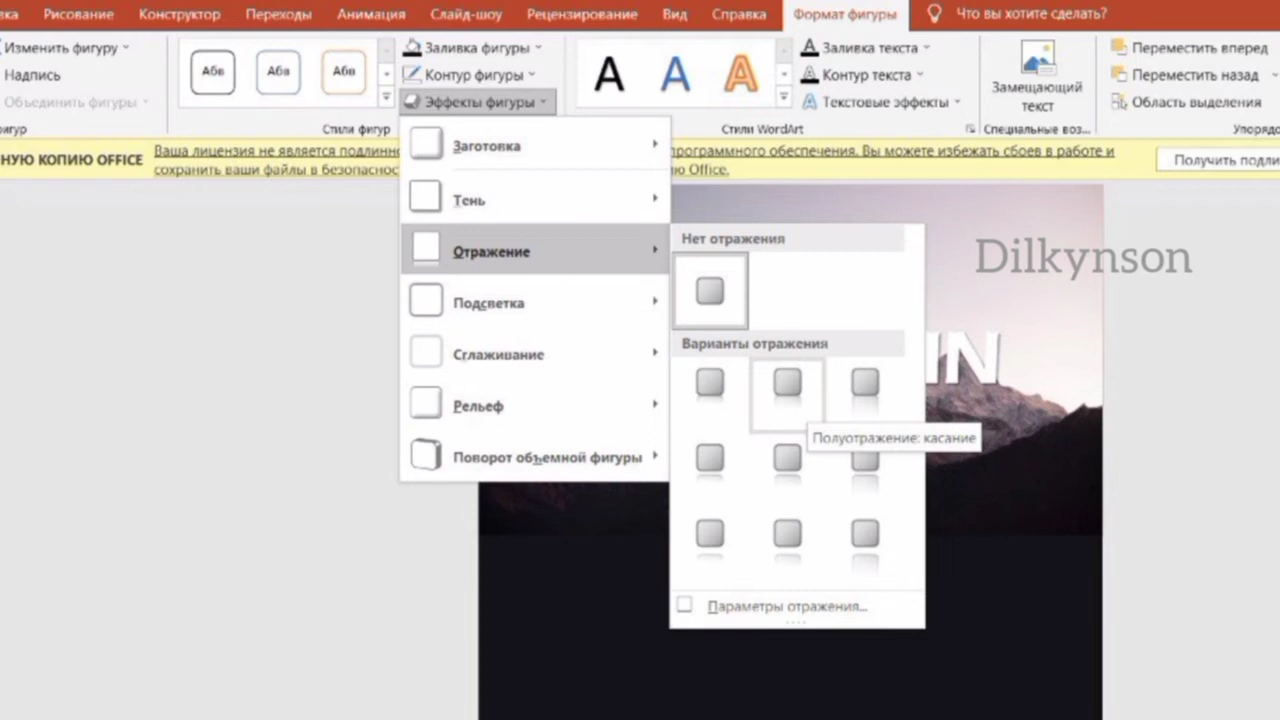 вка Рисование Конструктор Переходы Анимация Слайд-шоу Рецензирование Вид Справка Формат фигуры Что вы хотите сделать?
Изменить фигуру
Надпись
Объединить фигуры
игур
Абв Абв Абв
Стили фигур
Заливка фигуры
Контур фигуры
Эффекты фигуры
A A A
Стили WordArt
Заливка текста
Контур текста
Текстовые эффекты
Замещающий
текст
Специальные воз...
Переместить вперед
Переместить назад
Область выделения
Упорядо
НУЮ КОПИЮ OFFICE
Ваша лицензия не является подлинно
рограммного обеспечения. Вы можете избежать сбоев в работе и
сохранить ваши файлы в безопаснос
ю Office.
Получить подли
Заготовка
Тень
Отражение
Подсветка
Сглаживание
Рельеф
Поворот объемной фигуры
Нет отражения
Варианты отражения
Полуотражение: касание
Параметры отражения...
Dilkynson
IN